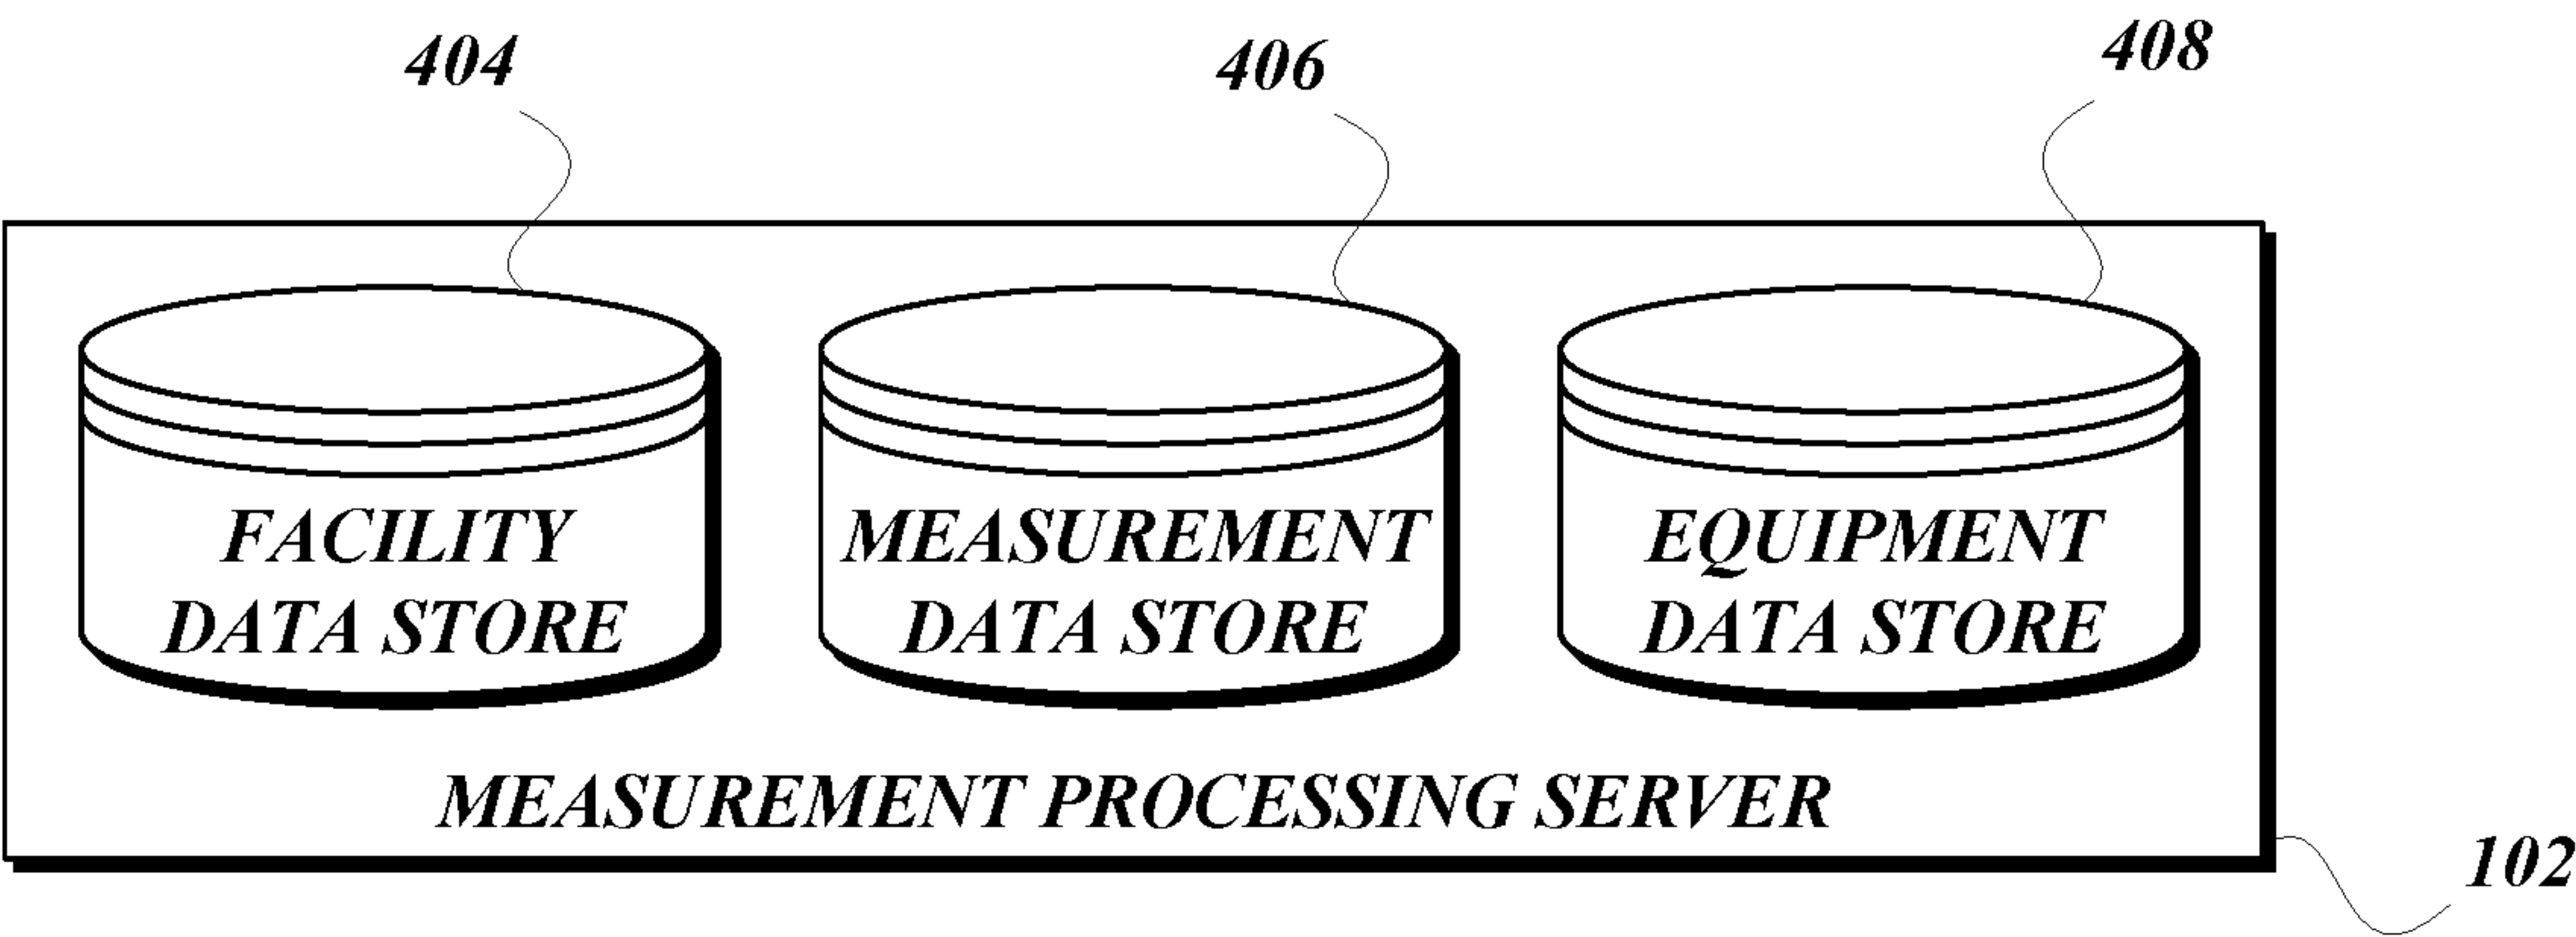 404
406
408
FACILITY
DATA STORE
MEASUREMENT
DATA STORE
EQUIPMENT
DATA STORE
MEASUREMENT PROCESSING SERVER
102